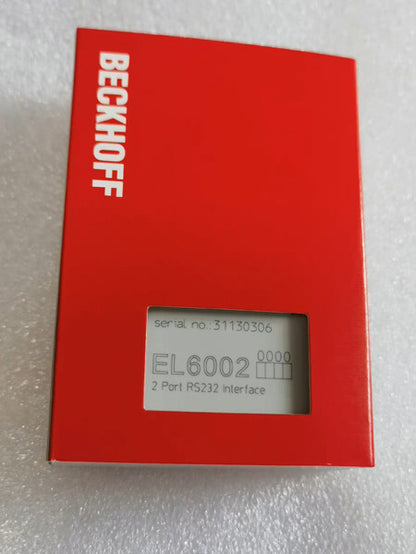 BECKHOFF
serial no.:31130306
EL6002 0000
2 Port RS232 Interface